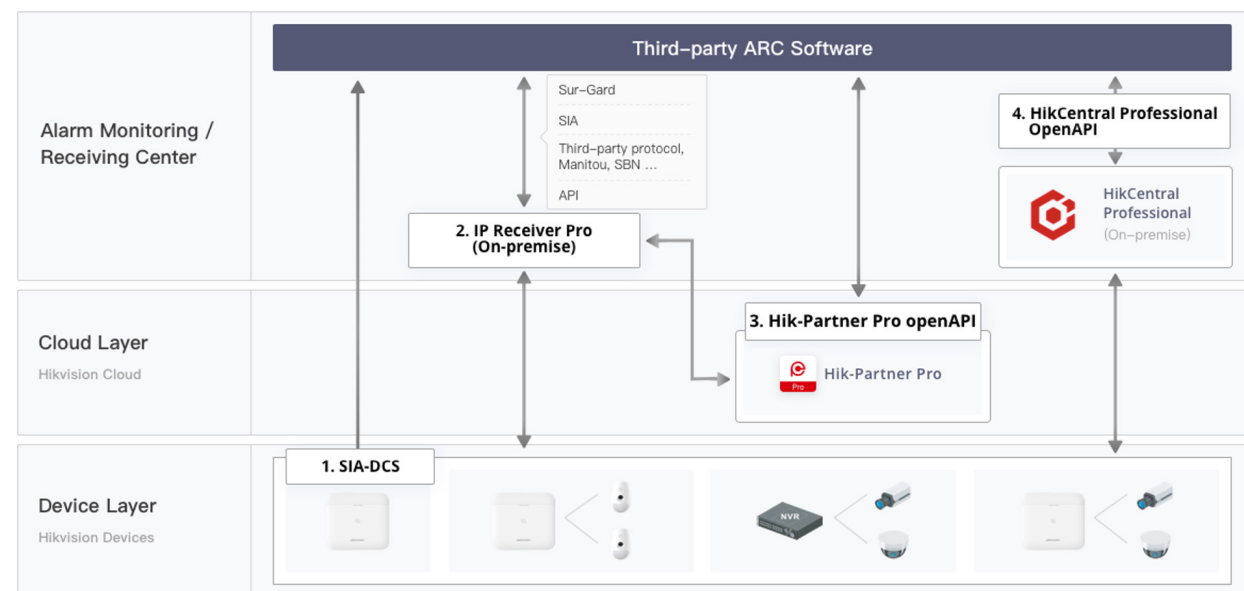 Third-party ARC Software
Alarm Monitoring /
Receiving Center
Sur-Gard
SIA
Third-party protocol,
Manitou, SBN ...
API
4. HikCentral Professional
OpenAPI
HikCentral
Professional
(On-premise)
2. IP Receiver Pro
(On-premise)
Cloud Layer
Hikvision Cloud
3. Hik-Partner Pro openAPI
Pro
Hik-Partner Pro
Device Layer
Hikvision Devices
1. SIA-DCS
NVR